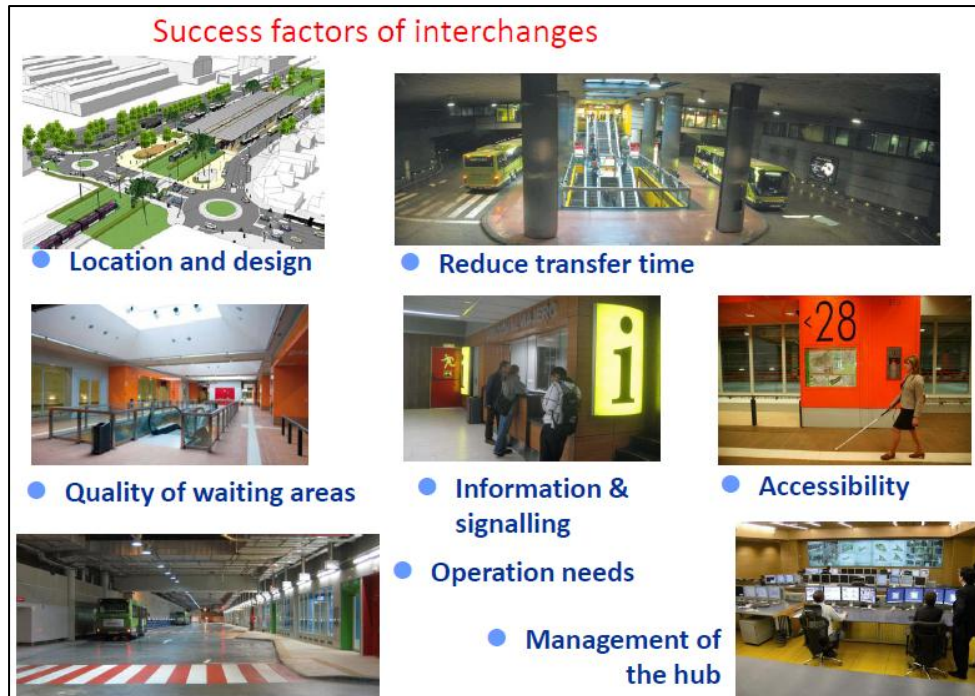 Success factors of interchanges
Location and design
Reduce transfer time
<28
i
Quality of waiting areas
Information &
signalling
Accessibility
Operation needs
Management of
the hub